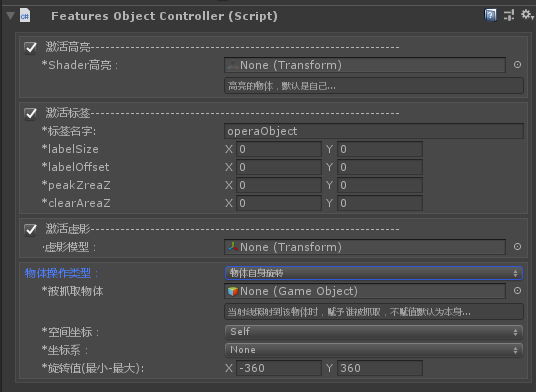 Features Object Controller (Script)
激活高亮------------------------------------------------------------
*Shader高亮： None (Transform)
高亮的物体，默认是自己...
激活标签------------------------------------------------------------
*标签名字: operaObject
*labelSize X 0 Y 0
*labelOffset X 0 Y 0
*peakZreaZ X 0 Y 0
*clearAreaZ X 0 Y 0
激活虚影------------------------------------------------------------
·虚影模型： None (Transform)
物体操作类型： 物体自身旋转
*被抓取物体 None (Game Object)
当射线照射到该物体时，赋予谁被抓取，不赋值默认为本身...
*空间坐标： Self
*坐标系： None
*旋转值(最小-最大)： X -360 Y 360